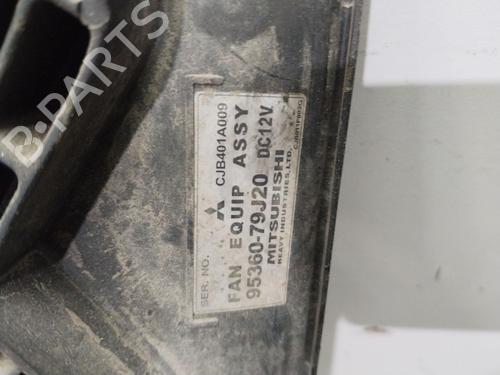 B-PARTS
CJB401A009
FAN EQUIP ASSY
95360-79J20 DC12V
MITSUBISHI
HEAVY INDUSTRIES, LTD.
SER. NO.